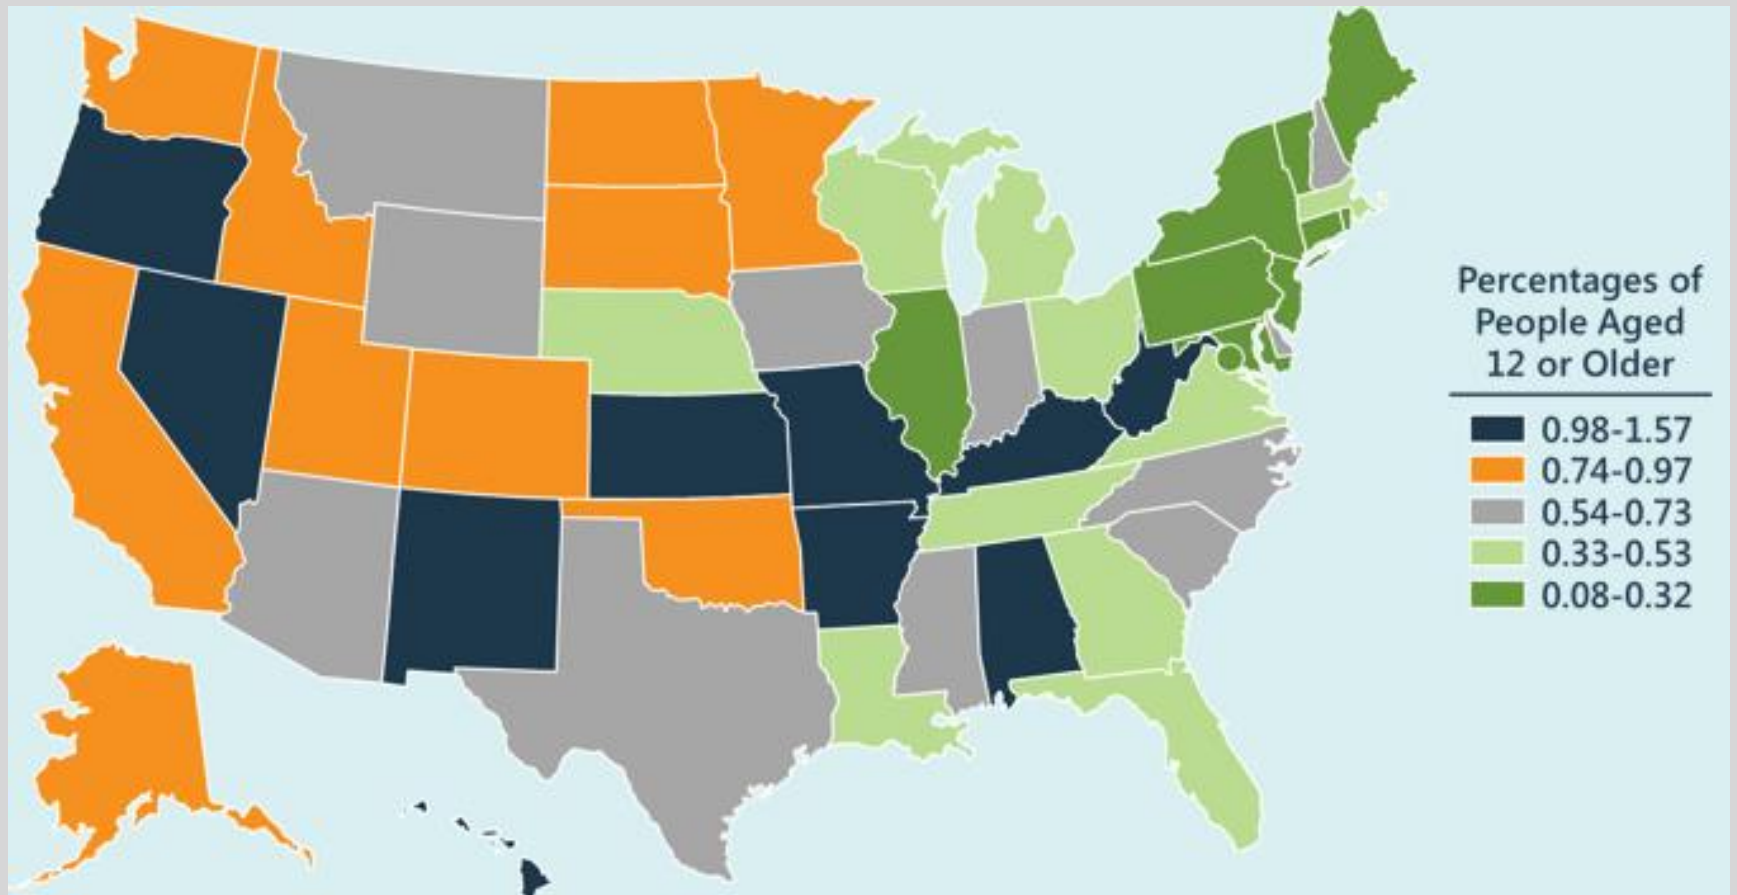 Percentages of
People Aged
12 or Older
0.98-1.57
0.74-0.97
0.54-0.73
0.33-0.53
0.08-0.32